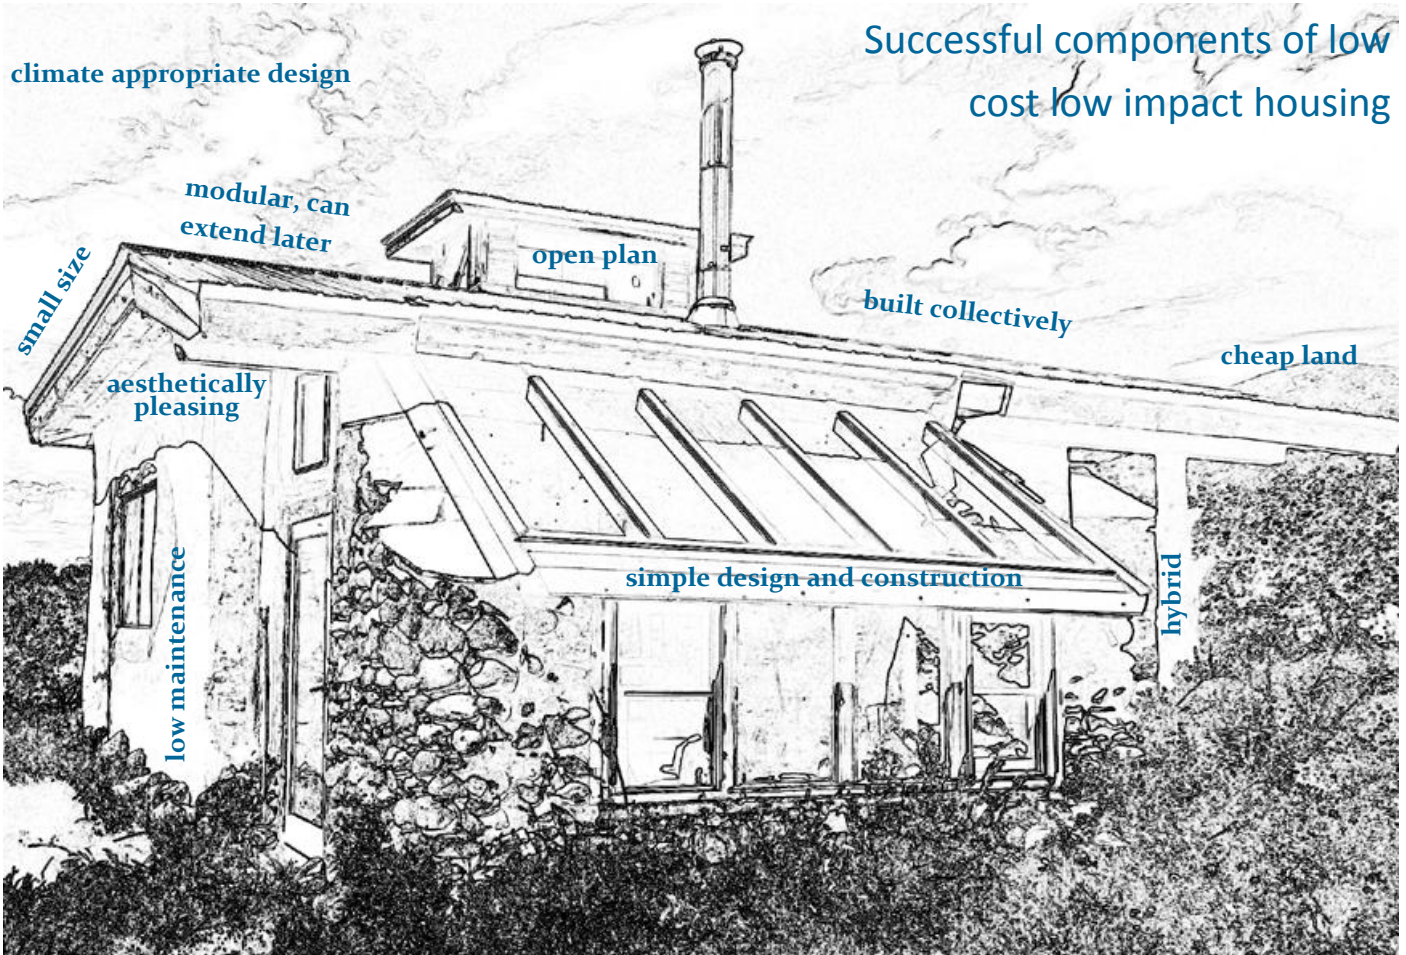 Successful components of low
cost low impact housing
climate appropriate design
modular, can
extend later
small size
open plan
built collectively
cheap land
aesthetically
pleasing
simple design and construction
hybrid
low maintenance